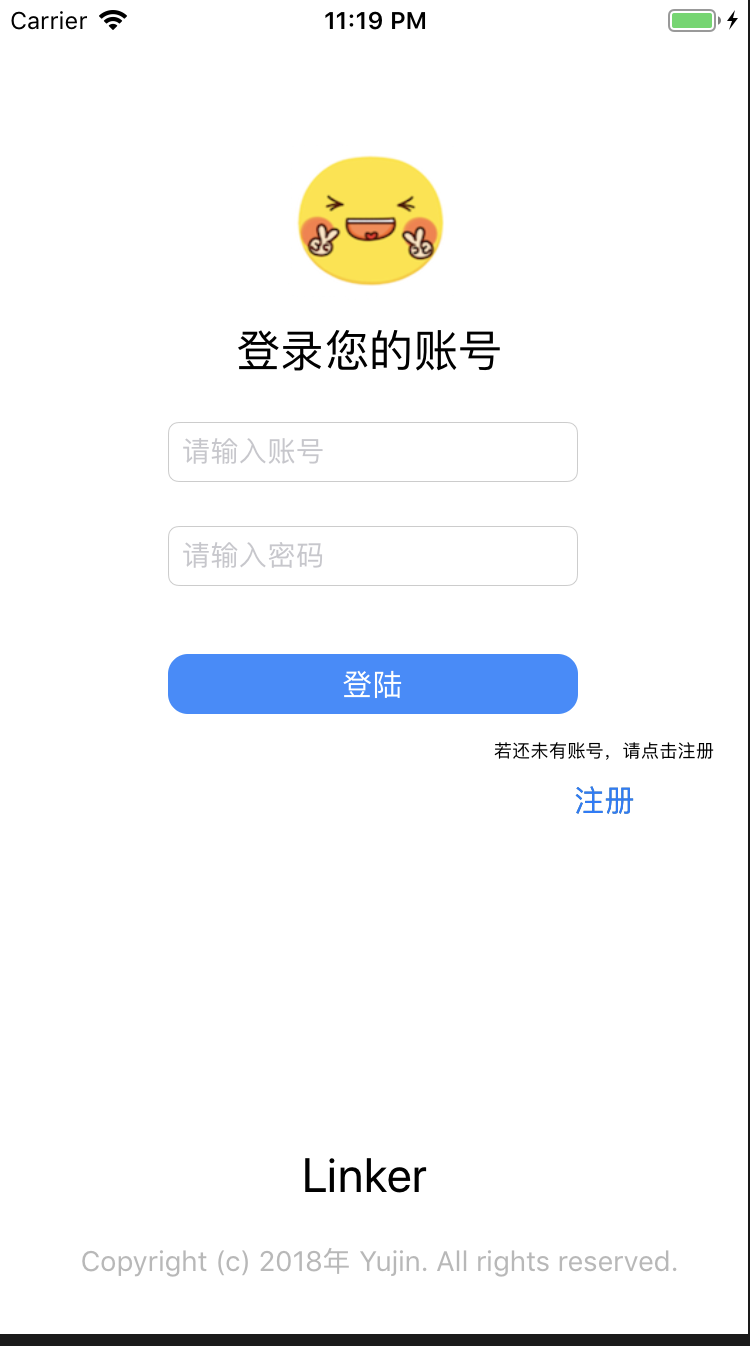 Carrier 11:19 PM
登录您的账号
请输入账号
请输入密码
登陆
若还未有账号，请点击注册
注册
Linker
Copyright (c) 2018年 Yujin. All rights reserved.